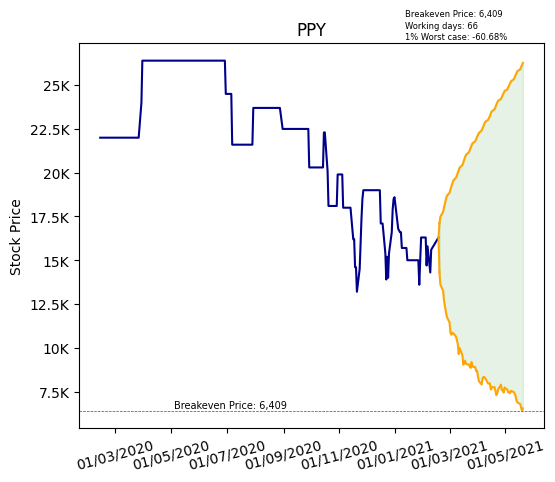 Breakeven Price: 6,409
Working days: 66
1% Worst case: -60.68%
PPY
Stock Price
25K
22.5K
20K
17.5K
15K
12.5K
10K
7.5K
Breakeven Price: 6,409
01/03/2020
01/05/2020
01/07/2020
01/09/2020
01/11/2020
01/01/2021
01/03/2021
01/05/2021